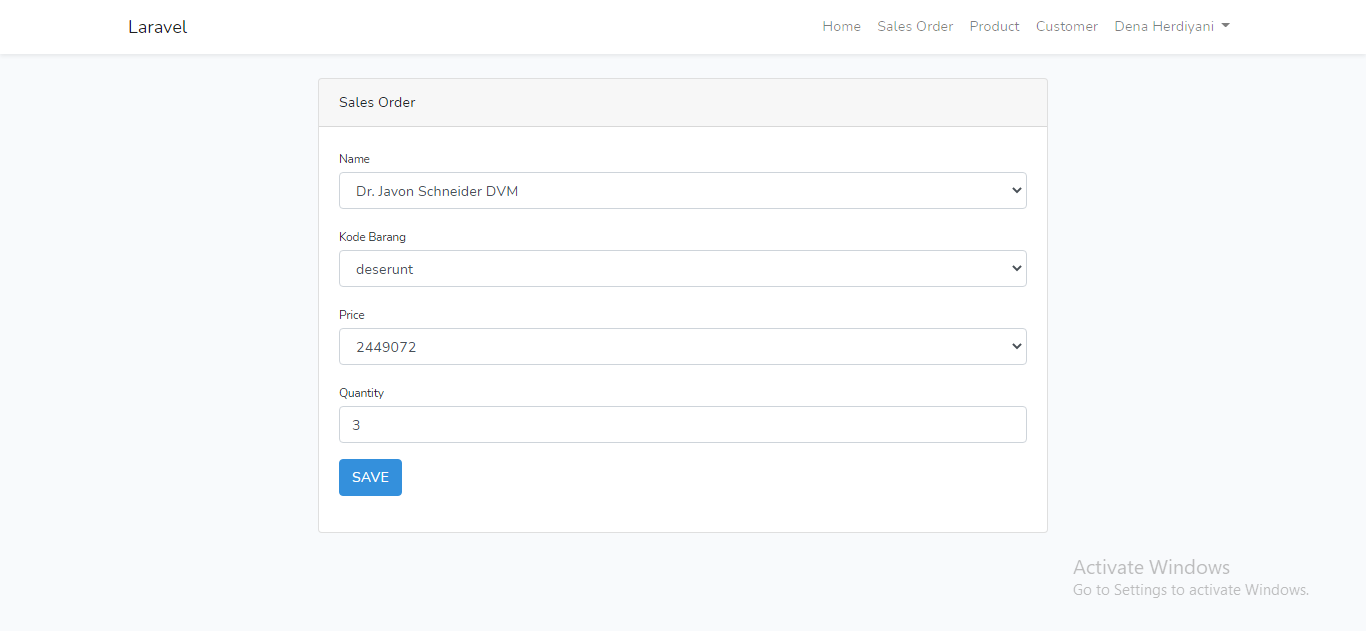 Laravel
Home Sales Order Product Customer Dena Herdiyani
Sales Order
Name
Dr. Javon Schneider DVM
Kode Barang
deserunt
Price
2449072
Quantity
3
SAVE
Activate Windows
Go to Settings to activate Windows.